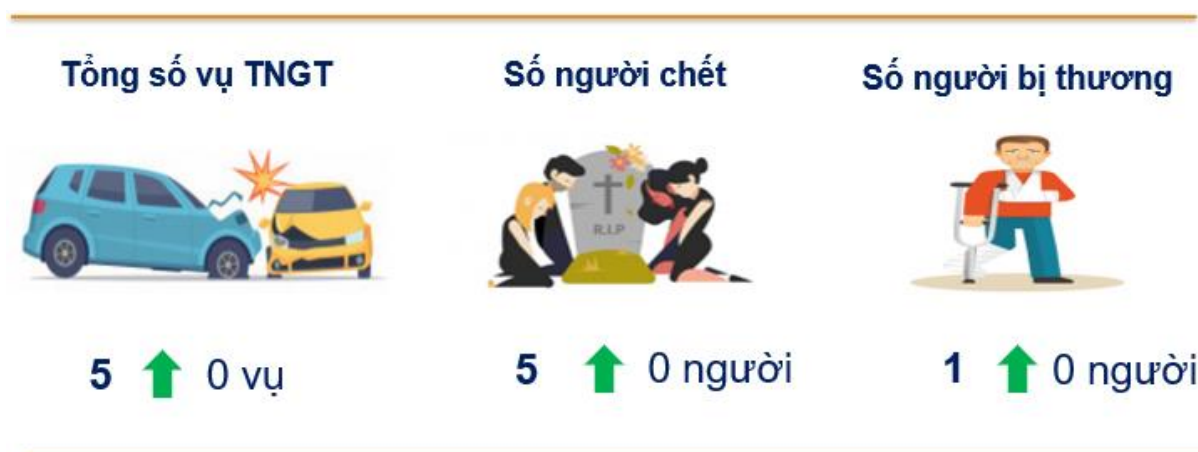 Tổng số vụ TNGT
Số người chết
Số người bị thương
R.I.P
5 0 vụ
5 0 người
1 0 người